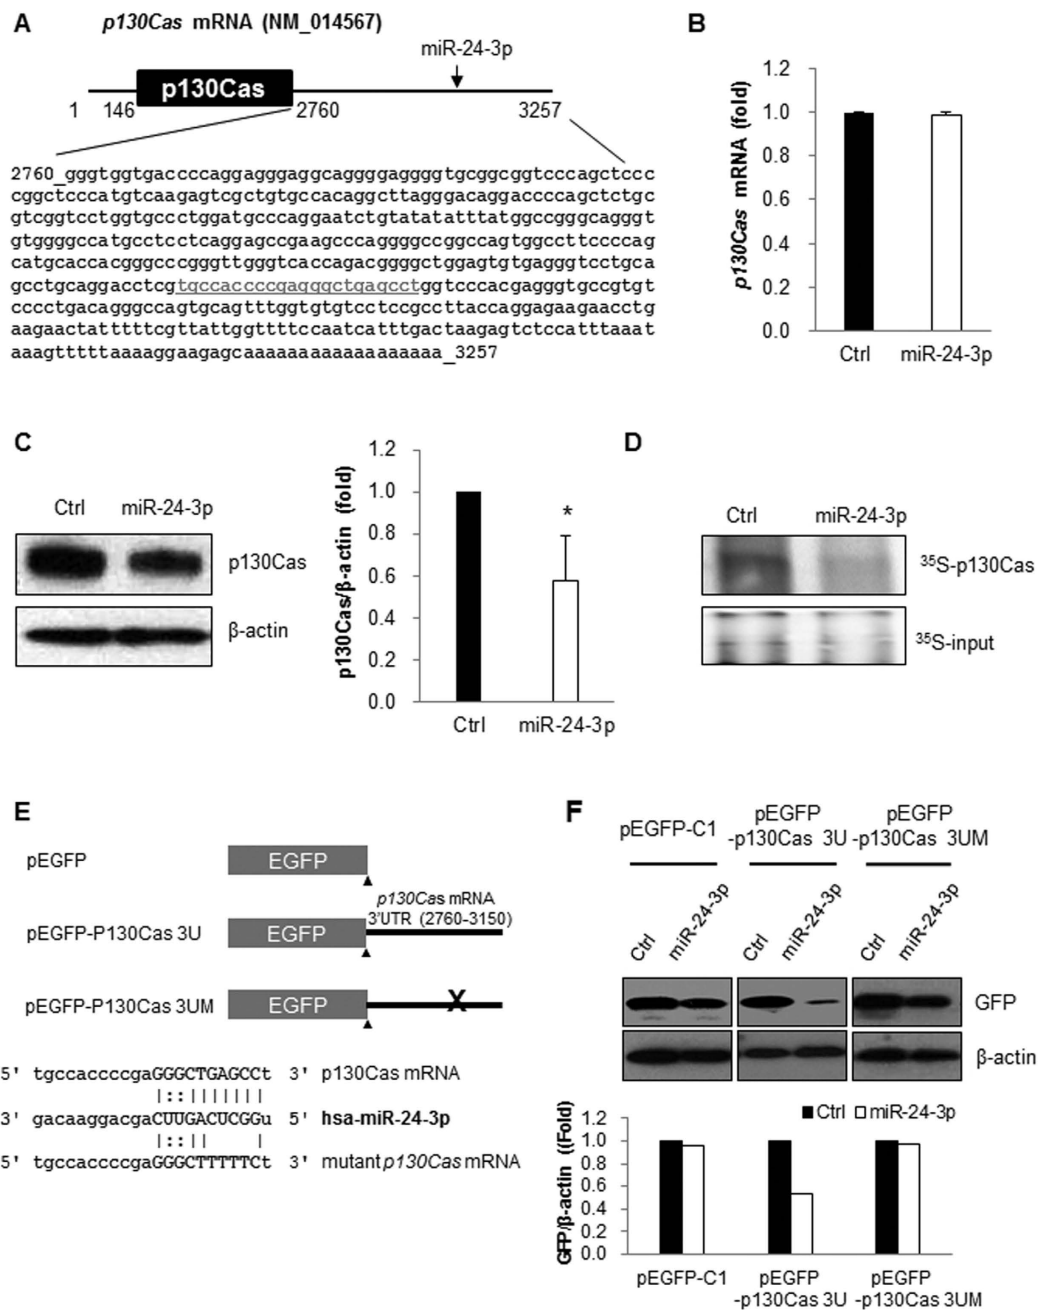 A
p130Cas mRNA (NM_014567)
miR-24-3p
p130Cas
1 146 2760 3257
2760_gggtggtgaccccaggagggaggcaggggaggggtgcggcggtcccagctccc
cggctcccatgtcaagagtcgctgtgccacaggcttagggacaggaccccagctctgc
gtcggtcctggtgccctggatgcccaggaatctgtatatatttatggccgggcagggt
gtggggccatgcctcctcaggagccgaagcccaggggccggccagtggccttccccag
catgcaccacgggcccgggttgggtcaccagacggggctggagtgtgagggtcctgca
gcctgcaggacctcgtgccaccccgagggctgagcctggtcccacgagggtgccgtgt
cccctgacagggccagtgcagtttggtgtgtcctccgccttaccaggagaagaacctg
aagaactatttttcgttattggttttccaatcatttgactaagagtctccatttaaat
aaagtttttaaaaggaagagcaaaaaaaaaaaaaaaaaa_3257
B
p130Cas mRNA (fold)
1.2
1.0
0.8
0.6
0.4
0.2
0.0
Ctrl miR-24-3p
C
Ctrl miR-24-3p
p130Cas
β-actin
p130Cas/β-actin (fold)
1.2
1.0
0.8
0.6
0.4
0.2
0.0
*
Ctrl miR-24-3p
D
Ctrl miR-24-3p
³⁵S-p130Cas
³⁵S-input
E
pEGFP
EGFP
p130Cas mRNA
3'UTR (2760-3150)
pEGFP-P130Cas 3U
EGFP
pEGFP-P130Cas 3UM
EGFP
X
5' tgccaccccgaGGGCTGAGCCt 3' p130Cas mRNA
|::|||||||
3' gacaaggacgaCUUGACUCGGu 5' hsa-miR-24-3p
|::|| |
5' tgccaccccgaGGGCTTTTTCt 3' mutant p130Cas mRNA
F
pEGFP-C1
pEGFP
-p130Cas 3U
pEGFP
-p130Cas 3UM
Ctrl miR-24-3p Ctrl miR-24-3p Ctrl miR-24-3p
GFP
β-actin
Ctrl miR-24-3p
GFP/β-actin ((Fold)
1.2
1.0
0.8
0.6
0.4
0.2
0.0
pEGFP-C1
pEGFP
-p130Cas 3U
pEGFP
-p130Cas 3UM